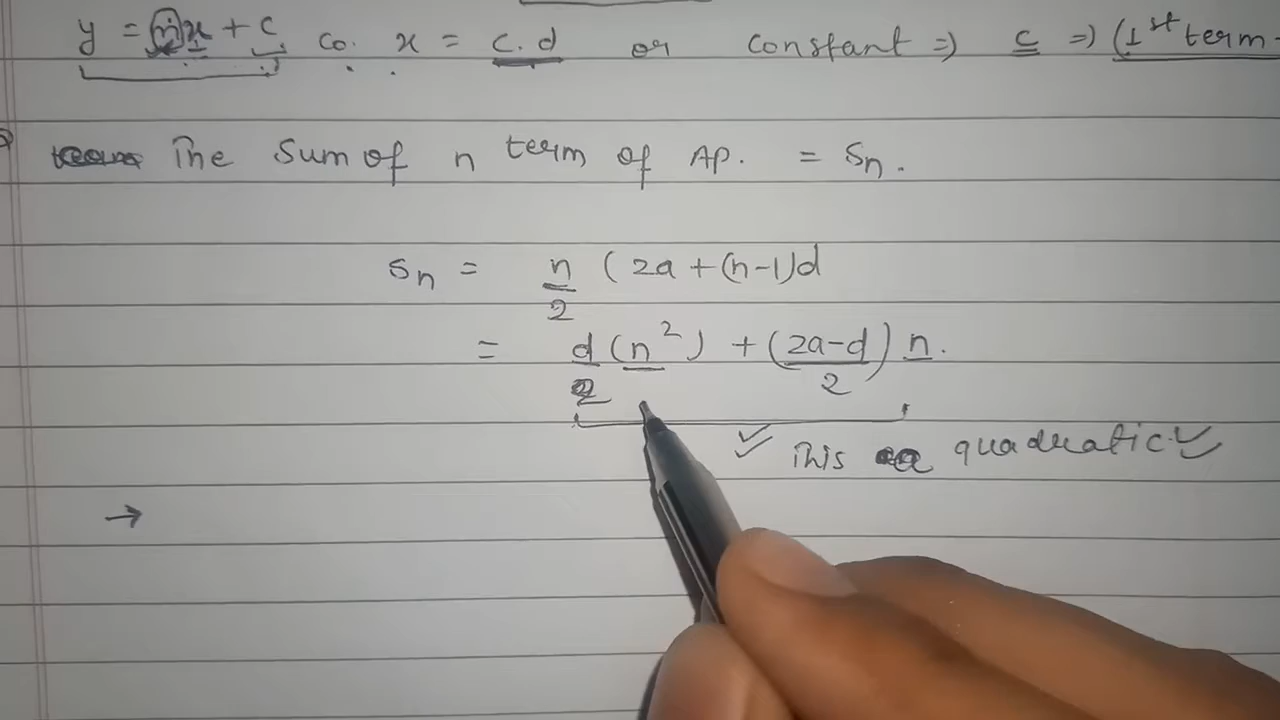 y = mx + c co. x = c.d or constant => c => (1st term -
The Sum of n term of AP. = Sn.
Sn = n/2 (2a+(n-1)d
= d/2 (n²) + (2a-d)/2 n.
This a quadratic ✓
→